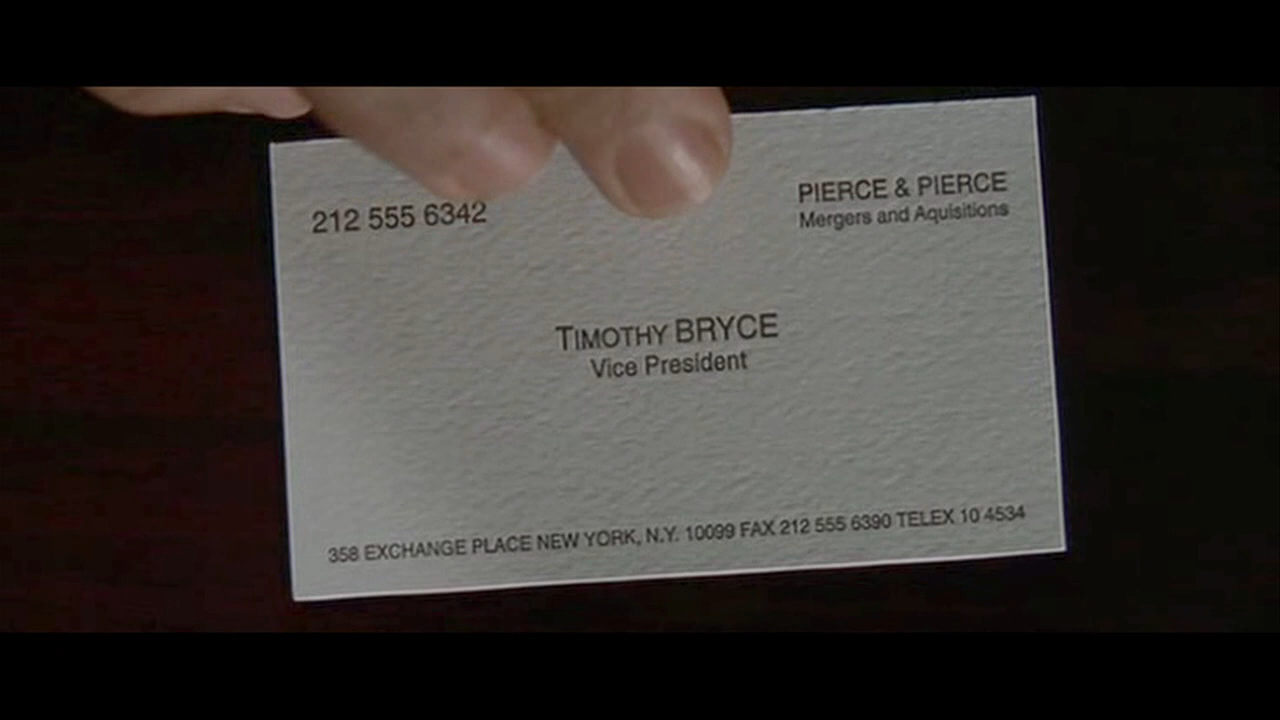 212 555 6342
PIERCE & PIERCE
Mergers and Aquisitions
TIMOTHY BRYCE
Vice President
358 EXCHANGE PLACE NEW YORK, N.Y. 10099 FAX 212 555 6390 TELEX 10 4534